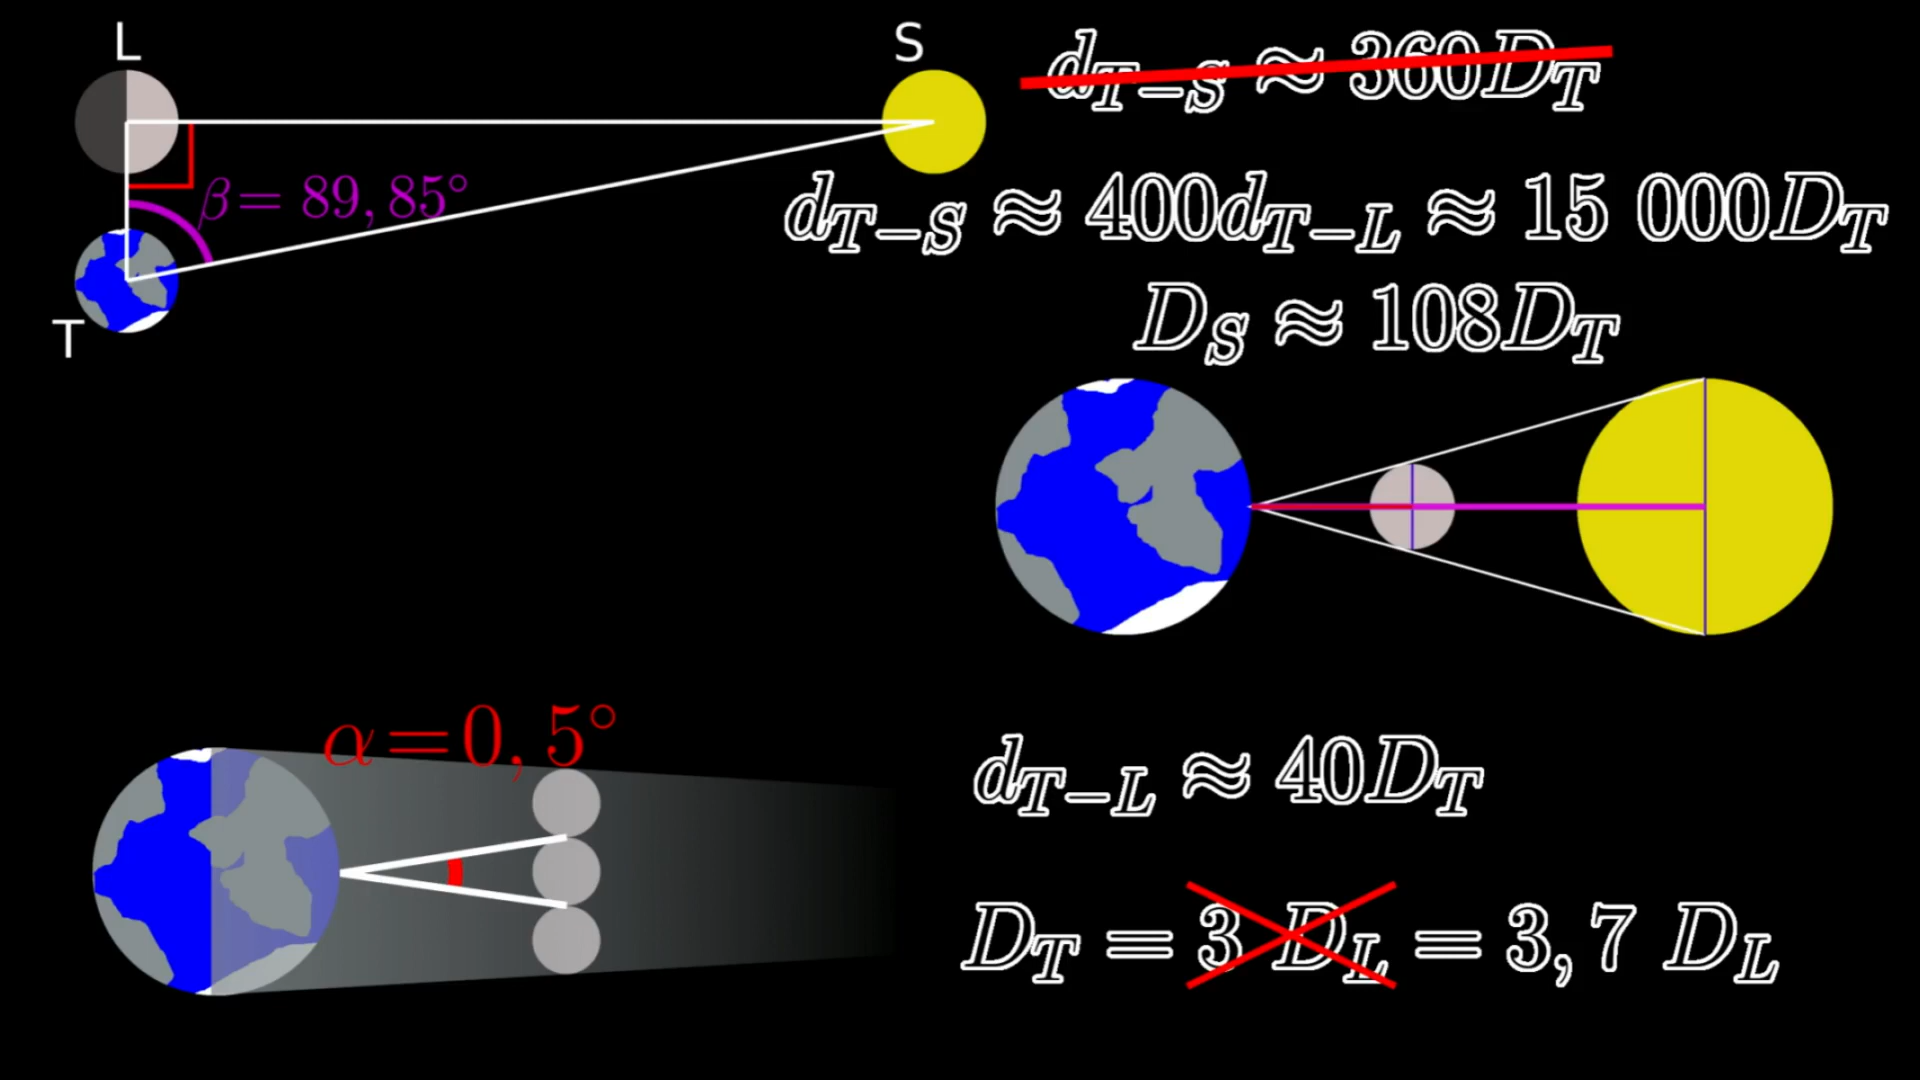 L
S
d_{T-S} ≈ 360D_T
β = 89,85°
d_{T-S} ≈ 400d_{T-L} ≈ 15 000D_T
D_S ≈ 108D_T
T
α = 0,5°
d_{T-L} ≈ 40D_T
D_T = 3 D_L = 3,7 D_L